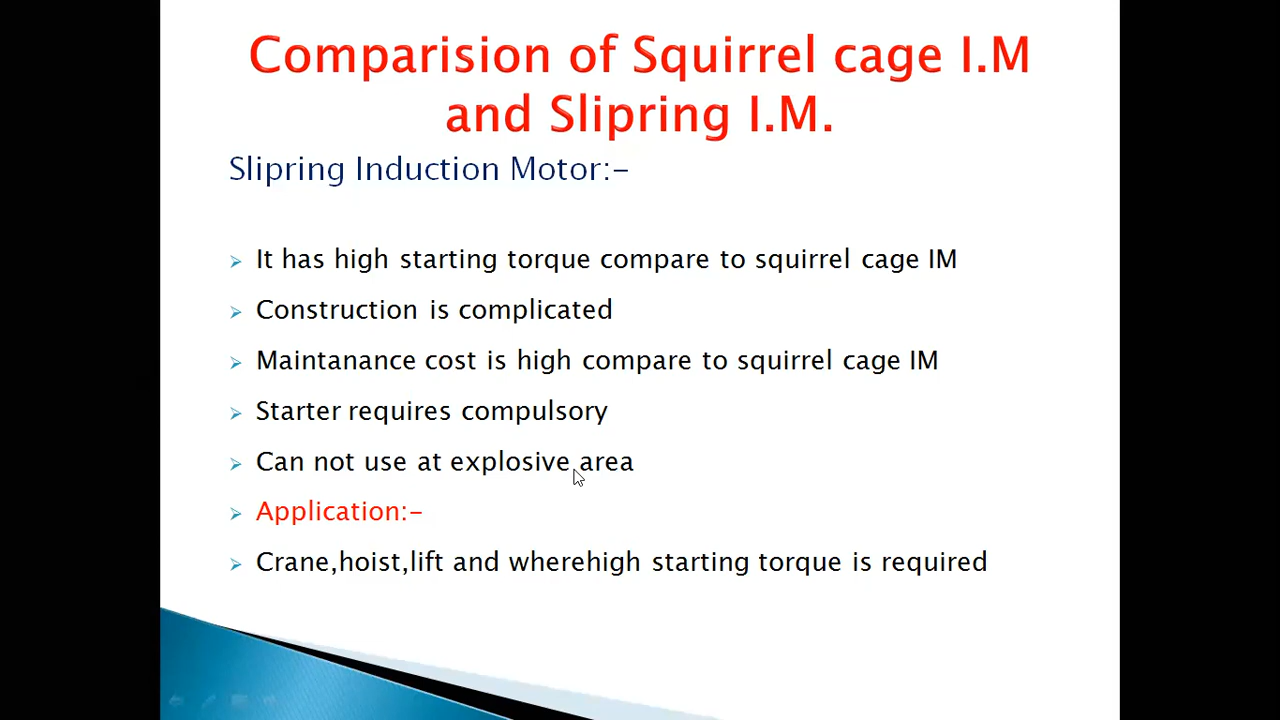 Comparision of Squirrel cage I.M
and Slipring I.M.
Slipring Induction Motor:-
It has high starting torque compare to squirrel cage IM
Construction is complicated
Maintanance cost is high compare to squirrel cage IM
Starter requires compulsory
Can not use at explosive area
Application:-
Crane,hoist,lift and wherehigh starting torque is required